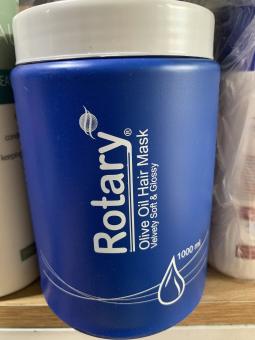 Rotary®
Olive Oil Hair Mask
Velvety Soft & Glossy
1000 ml